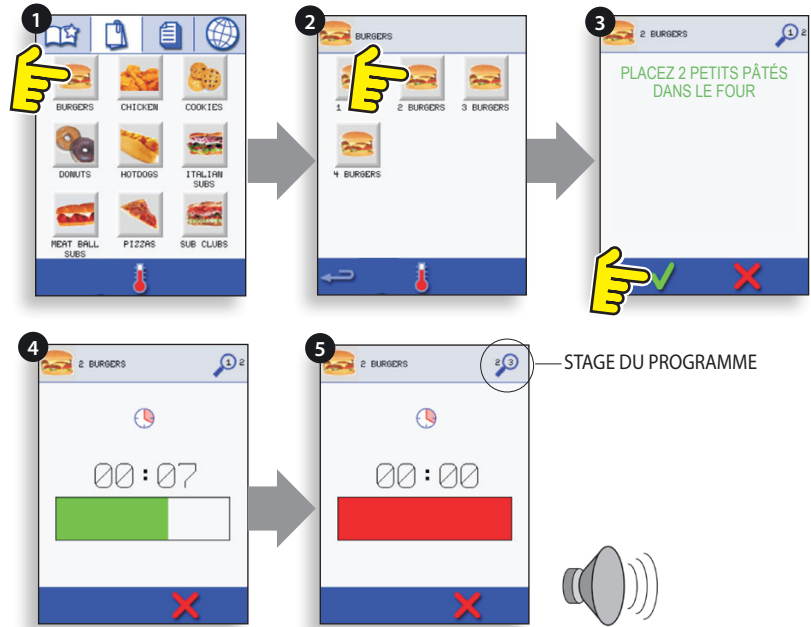 1
BURGERS
CHICKEN
COOKIES
DONUTS
HOTDOGS
ITALIAN
SUBS
MEAT BALL
SUBS
PIZZAS
SUB CLUBS
2
BURGERS
1
2 BURGERS
3 BURGERS
4 BURGERS
3
2 BURGERS
1 2
PLACEZ 2 PETITS PÂTÉS
DANS LE FOUR
4
2 BURGERS
1 2
00:07
5
2 BURGERS
2 3
STAGE DU PROGRAMME
00:00